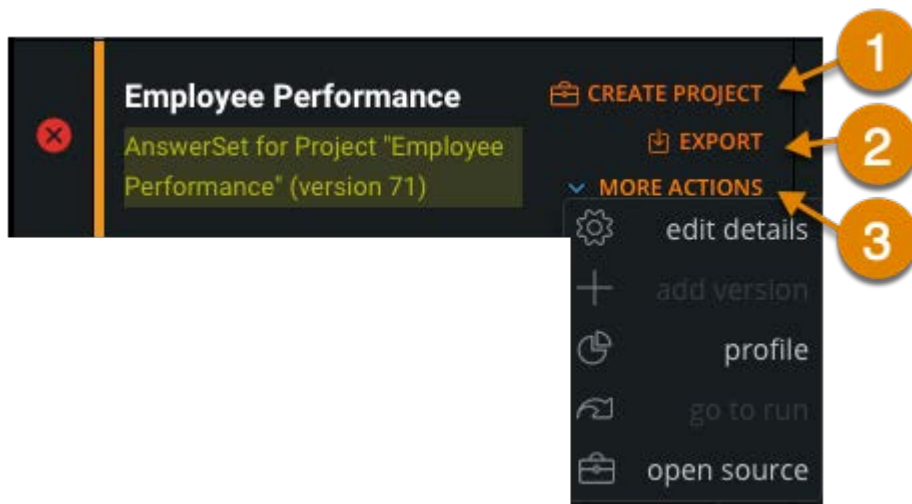 Employee Performance
AnswerSet for Project "Employee
Performance" (version 71)
CREATE PROJECT
EXPORT
MORE ACTIONS
edit details
add version
profile
go to run
open source
1
2
3